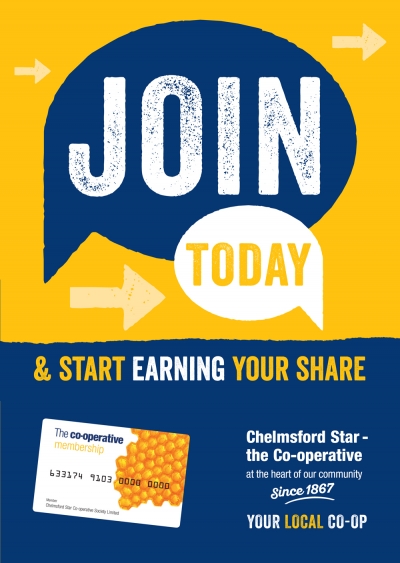 JOIN
TODAY
& START EARNING YOUR SHARE
The co-operative
membership
633174 9103 0000 0000
Member
Chelmsford Star Co-operative Society Limited
Chelmsford Star -
the Co-operative
at the heart of our community
Since 1867
YOUR LOCAL CO-OP